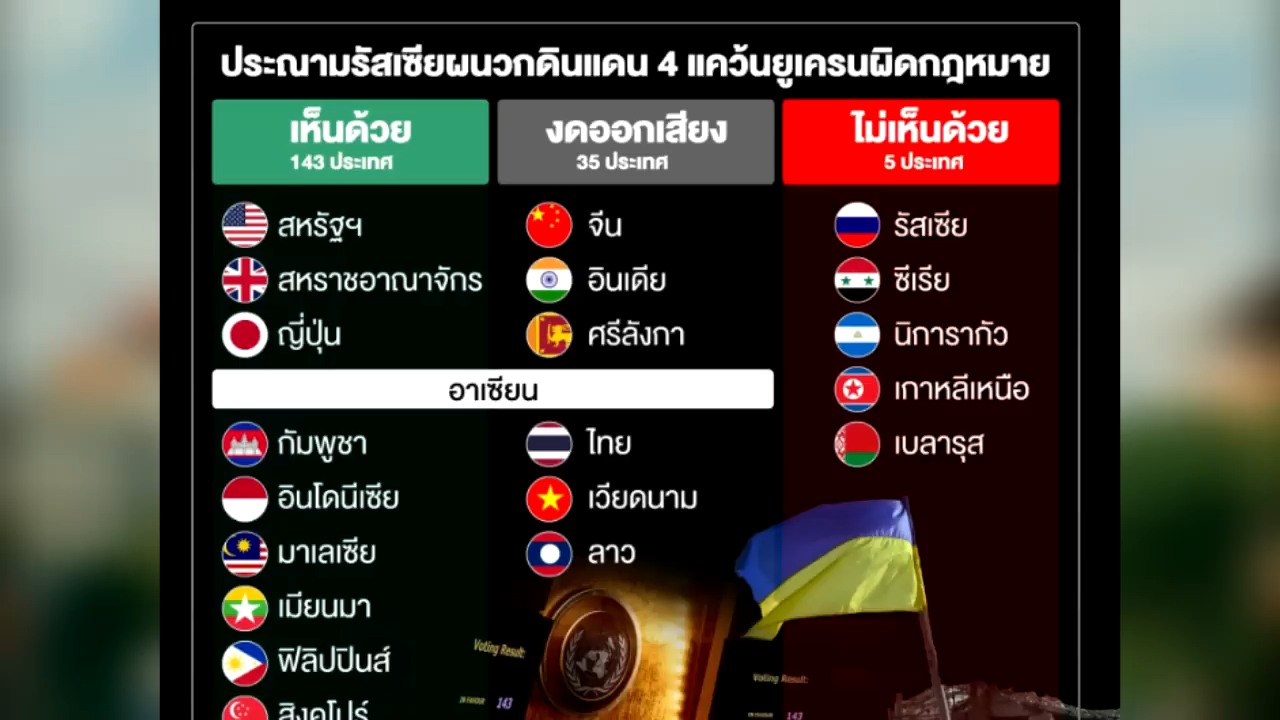 ประณามรัสเซียผนวกดินแดน 4 แคว้นยูเครนผิดกฎหมาย
เห็นด้วย
143 ประเทศ
งดออกเสียง
35 ประเทศ
ไม่เห็นด้วย
5 ประเทศ
สหรัฐฯ
สหราชอาณาจักร
ญี่ปุ่น
จีน
อินเดีย
ศรีลังกา
รัสเซีย
ซีเรีย
นิการากัว
เกาหลีเหนือ
เบลารุส
อาเซียน
กัมพูชา
อินโดนีเซีย
มาเลเซีย
เมียนมา
ฟิลิปปินส์
สิงคโปร์
ไทย
เวียดนาม
ลาว
Voting Result:
IN FAVOUR 143
Voting Result:
IN FAVOUR 143